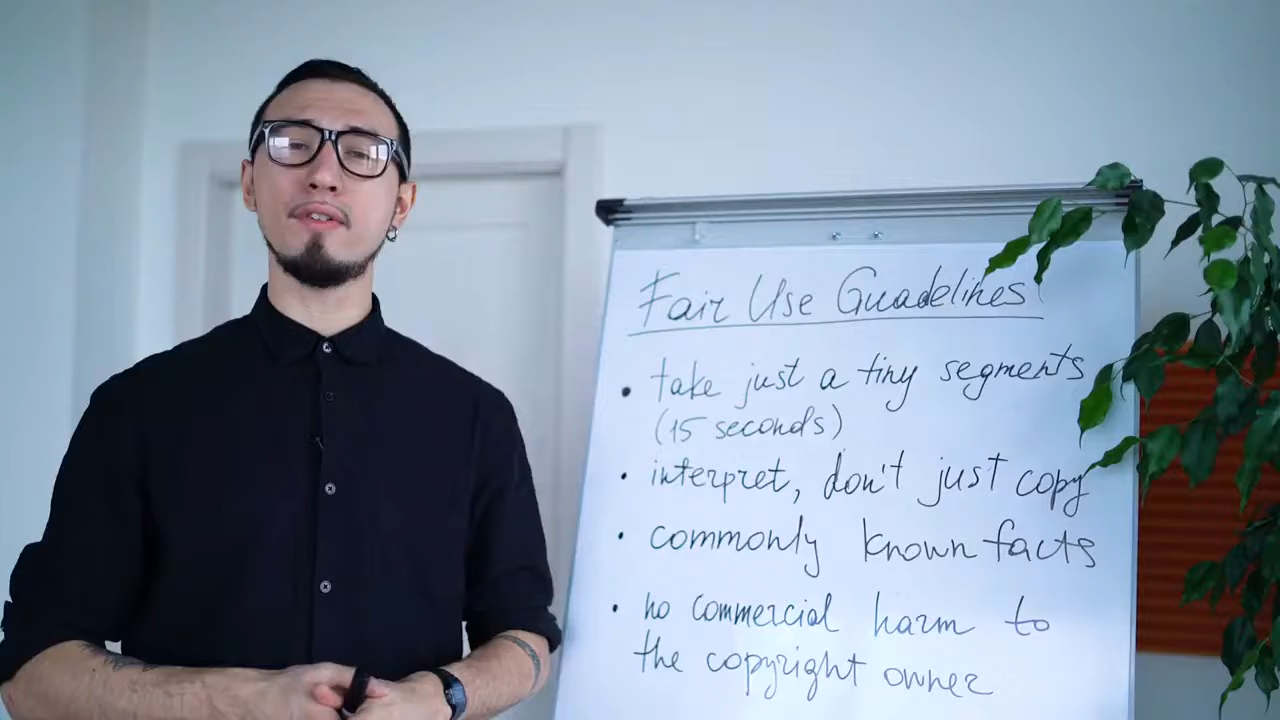 Fair Use Guadelines
• take just a tiny segments
(15 seconds)
• interpret, don't just copy
• commonly known facts
• no commercial harm to
the copyright owner